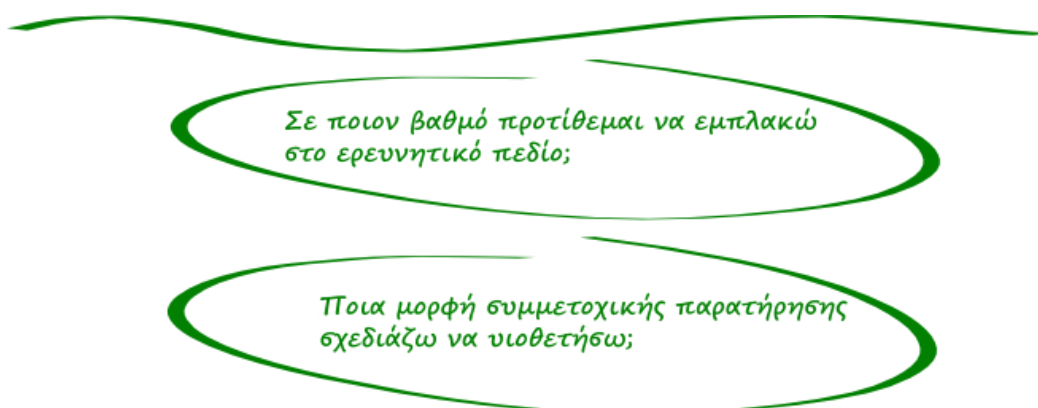 Σε ποιον βαθμό προτίθεμαι να εμπλακώ
στο ερευνητικό πεδίο;
Ποια μορφή συμμετοχικής παρατήρησης
σχεδιάζω να υιοθετήσω;